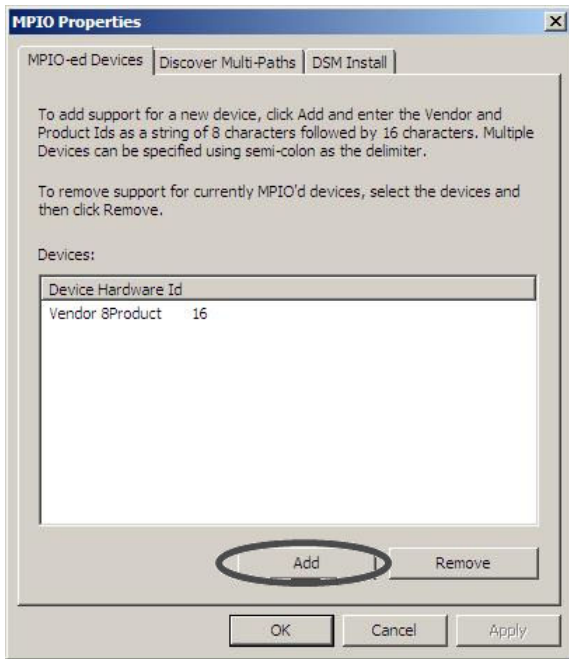 MPIO Properties
MPIO-ed Devices Discover Multi-Paths DSM Install
To add support for a new device, click Add and enter the Vendor and
Product Ids as a string of 8 characters followed by 16 characters. Multiple
Devices can be specified using semi-colon as the delimiter.
To remove support for currently MPIO'd devices, select the devices and
then click Remove.
Devices:
Device Hardware Id
Vendor 8Product 16
Add Remove
OK Cancel Apply